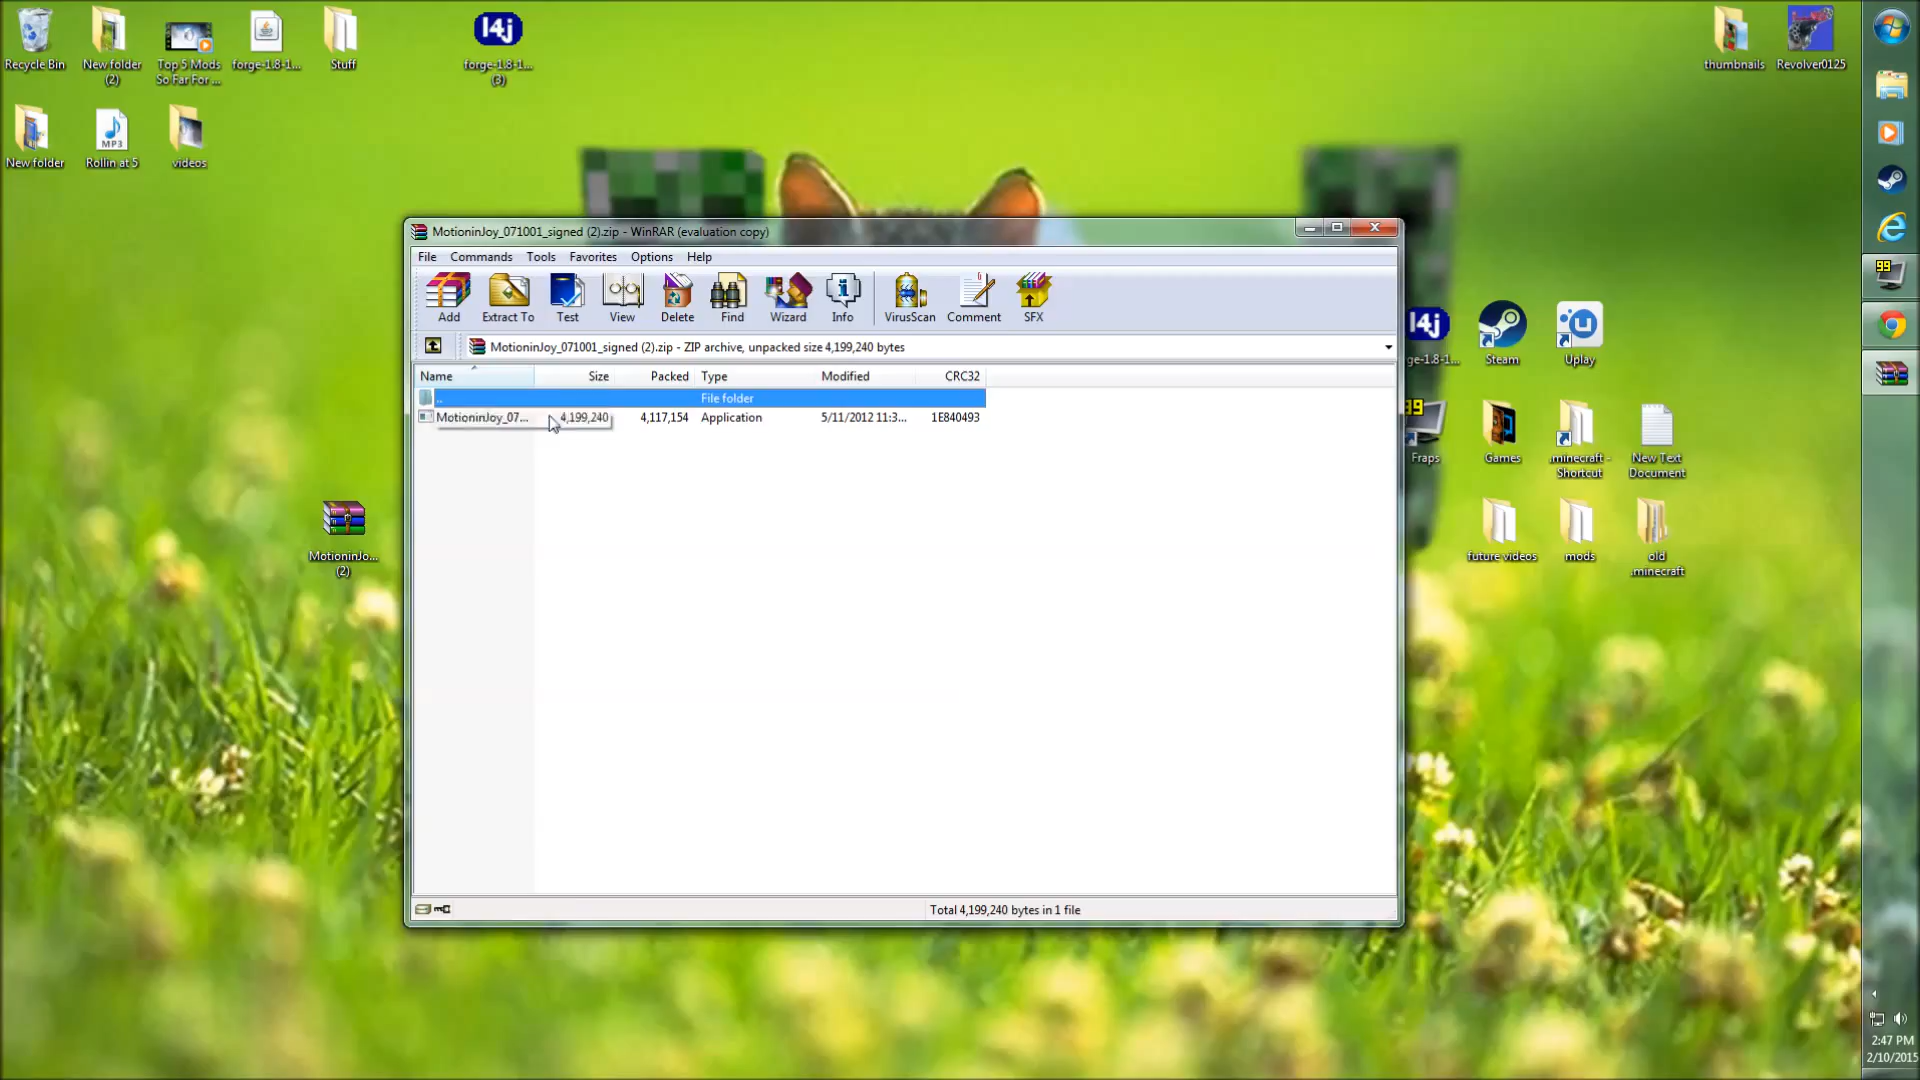 Recycle Bin
New folder
(2)
Top 5 Mods
So Far For ...
forge-1.8-1...
Stuff
forge-1.8-1...
(3)
thumbnails
Revolver0125
New folder
MP3
Rollin at 5
videos
MotioninJoy_071001_signed (2).zip - WinRAR (evaluation copy)
File
Commands
Tools
Favorites
Options
Help
Add
Extract To
Test
View
Delete
Find
Wizard
Info
VirusScan
Comment
SFX
MotioninJoy_071001_signed (2).zip - ZIP archive, unpacked size 4,199,240 bytes
Name
Size
Packed
Type
Modified
CRC32
..
File folder
MotioninJoy_07...
4,199,240
4,117,154
Application
5/11/2012 11:3...
1E840493
Total 4,199,240 bytes in 1 file
MotioninJo...
(2)
ge-1.8-1...
Steam
Uplay
99
Fraps
Games
.minecraft -
Shortcut
New Text
Document
future videos
mods
old
.minecraft
99
2:47 PM
2/10/2015